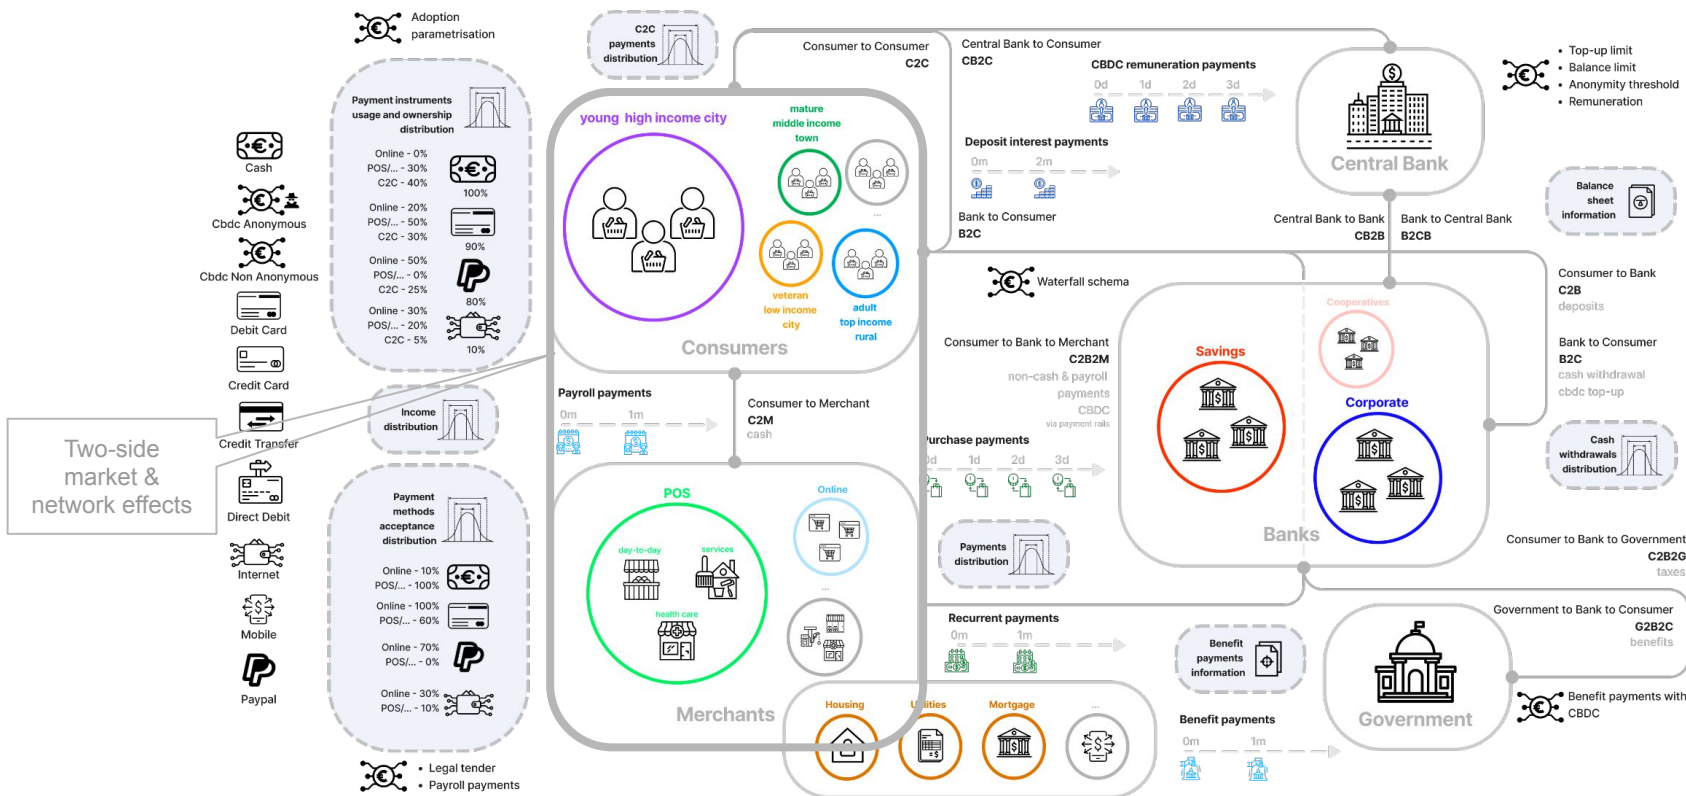 Adoption
parametrisation
Payment instruments
usage and ownership
distribution
Online - 0%
POS/... - 30%
C2C - 40%
100%
Online - 20%
POS/... - 50%
C2C - 30%
90%
Online - 50%
POS/... - 0%
C2C - 25%
80%
Online - 30%
POS/... - 20%
C2C - 5%
10%
Cash
Cbdc Anonymous
Cbdc Non Anonymous
Debit Card
Credit Card
Credit Transfer
Direct Debit
Internet
Mobile
Paypal
Two-side
market &
network effects
Income
distribution
Payment
methods
acceptance
distribution
Online - 10%
POS/... - 100%
Online - 100%
POS/... - 60%
Online - 70%
POS/... - 0%
Online - 30%
POS/... - 10%
• Legal tender
• Payroll payments
C2C
payments
distribution
Consumer to Consumer
C2C
young high income city
mature
middle income
town
...
veteran
low income
city
adult
top income
rural
Consumers
Payroll payments
0m 1m
Consumer to Merchant
C2M
cash
POS
day-to-day
services
health care
Online
...
Merchants
Housing
Utilities
Mortgage
...
Central Bank to Consumer
CB2C
CBDC remuneration payments
0d 1d 2d 3d
Deposit interest payments
0m 2m
Bank to Consumer
B2C
Waterfall schema
Consumer to Bank to Merchant
C2B2M
non-cash & payroll
payments
CBDC
via payment rails
Purchase payments
0d 1d 2d 3d
Payments
distribution
Recurrent payments
0m 1m
Central Bank
• Top-up limit
• Balance limit
• Anonymity threshold
• Remuneration
Central Bank to Bank
CB2B
Bank to Central Bank
B2CB
Balance
sheet
information
Consumer to Bank
C2B
deposits
Bank to Consumer
B2C
cash withdrawal
cbdc top-up
Cooperatives
Savings
Corporate
Banks
Cash
withdrawals
distribution
Consumer to Bank to Government
C2B2G
taxes
Government to Bank to Consumer
G2B2C
benefits
Benefit
payments
information
Benefit payments
0m 1m
Government
Benefit payments with
CBDC